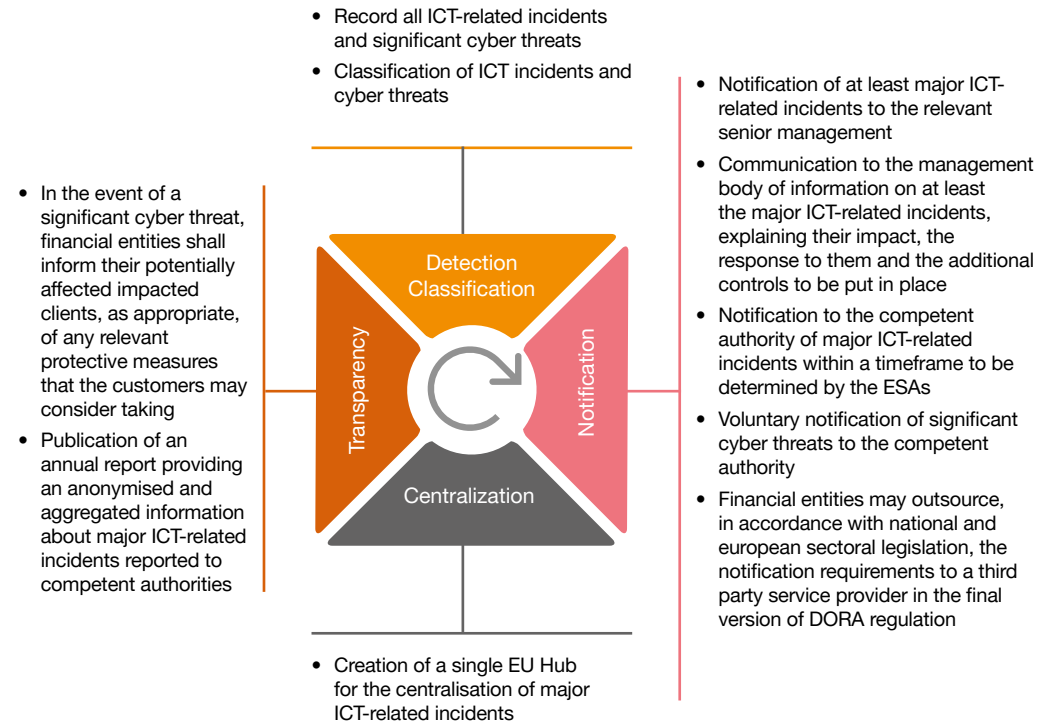 • Record all ICT-related incidents
and significant cyber threats
• Classification of ICT incidents and
cyber threats
• Notification of at least major ICT-
related incidents to the relevant
senior management
• Communication to the management
body of information on at least
the major ICT-related incidents,
explaining their impact, the
response to them and the additional
controls to be put in place
• Notification to the competent
authority of major ICT-related
incidents within a timeframe to be
determined by the ESAs
• Voluntary notification of significant
cyber threats to the competent
authority
• Financial entities may outsource,
in accordance with national and
european sectoral legislation, the
notification requirements to a third
party service provider in the final
version of DORA regulation
• In the event of a
significant cyber threat,
financial entities shall
inform their potentially
affected impacted
clients, as appropriate,
of any relevant
protective measures
that the customers may
consider taking
• Publication of an
annual report providing
an anonymised and
aggregated information
about major ICT-related
incidents reported to
competent authorities
Detection
Classification
Transparency
Notification
Centralization
• Creation of a single EU Hub
for the centralisation of major
ICT-related incidents